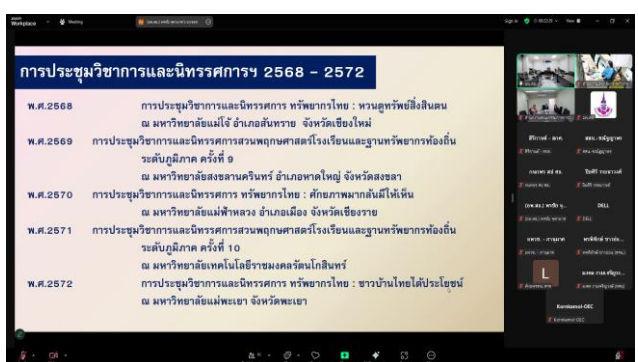 zoom
Workplace
Meeting
Sign in
View
การประชุมวิชาการและนิทรรศการฯ 2568 - 2572
พ.ศ.2568 การประชุมวิชาการและนิทรรศการ ทรัพยากรไทย : หวนดูทรัพย์สิ่งสินตน
ณ มหาวิทยาลัยแม่โจ้ อำเภอสันทราย จังหวัดเชียงใหม่
พ.ศ.2569 การประชุมวิชาการและนิทรรศการสวนพฤกษศาสตร์โรงเรียนและฐานทรัพยากรท้องถิ่น
ระดับภูมิภาค ครั้งที่ 9
ณ มหาวิทยาลัยสงขลานครินทร์ อำเภอหาดใหญ่ จังหวัดสงขลา
พ.ศ.2570 การประชุมวิชาการและนิทรรศการ ทรัพยากรไทย : ศักยภาพมากล้นมีให้เห็น
ณ มหาวิทยาลัยแม่ฟ้าหลวง อำเภอเมือง จังหวัดเชียงราย
พ.ศ.2571 การประชุมวิชาการและนิทรรศการสวนพฤกษศาสตร์โรงเรียนและฐานทรัพยากรท้องถิ่น
ระดับภูมิภาค ครั้งที่ 10
ณ มหาวิทยาลัยเทคโนโลยีราชมงคลรัตนโกสินทร์
พ.ศ.2572 การประชุมวิชาการและนิทรรศการ ทรัพยากรไทย : ชาวบ้านไทยได้ประโยชน์
ณ มหาวิทยาลัยแม่พะเยา จังหวัดพะเยา
DELL
DELL
L
Kornkamol-OEC
Kornkamol-OEC